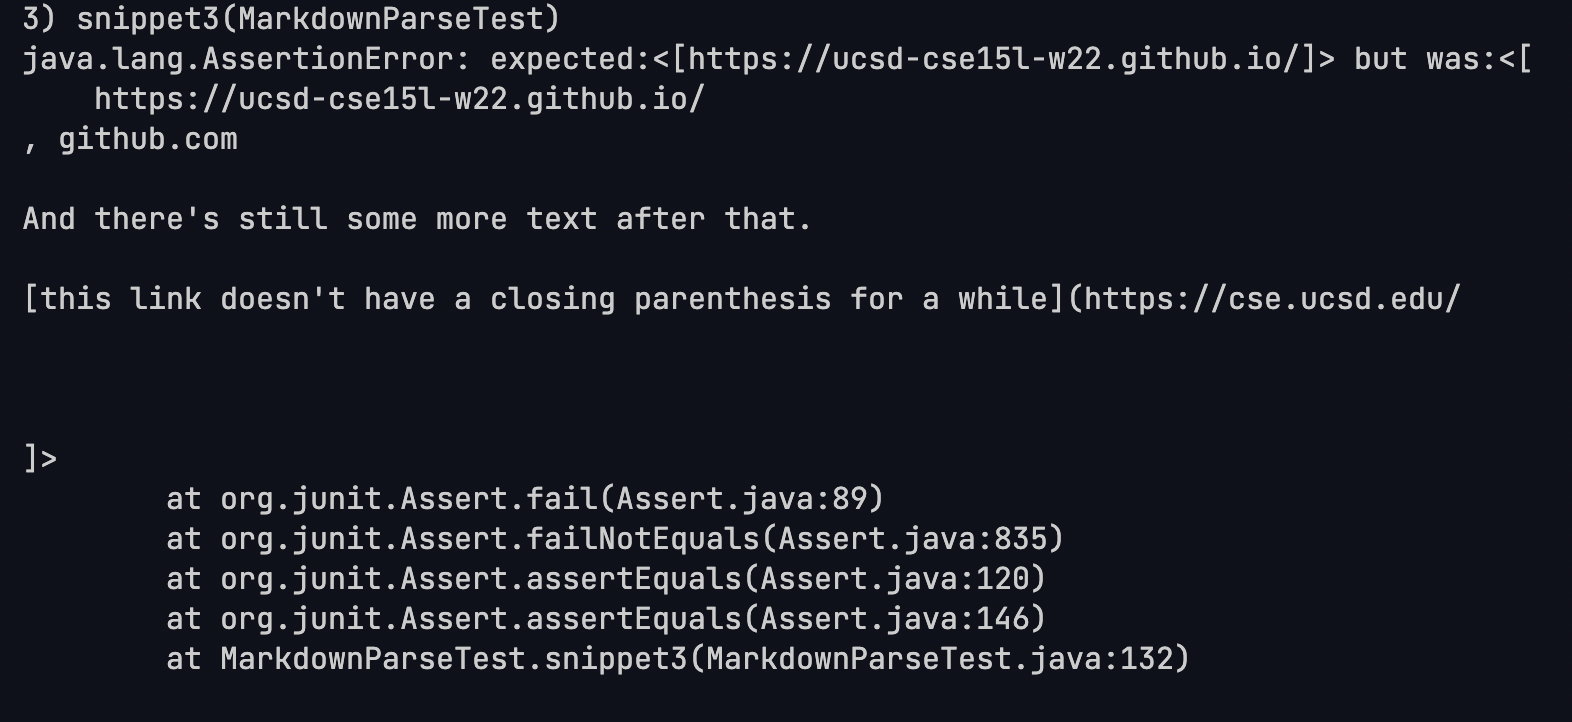 3) snippet3(MarkdownParseTest)
java.lang.AssertionError: expected:<[https://ucsd-cse15l-w22.github.io/]> but was:<[
    https://ucsd-cse15l-w22.github.io/
, github.com

And there's still some more text after that.

[this link doesn't have a closing parenthesis for a while](https://cse.ucsd.edu/



]>
        at org.junit.Assert.fail(Assert.java:89)
        at org.junit.Assert.failNotEquals(Assert.java:835)
        at org.junit.Assert.assertEquals(Assert.java:120)
        at org.junit.Assert.assertEquals(Assert.java:146)
        at MarkdownParseTest.snippet3(MarkdownParseTest.java:132)